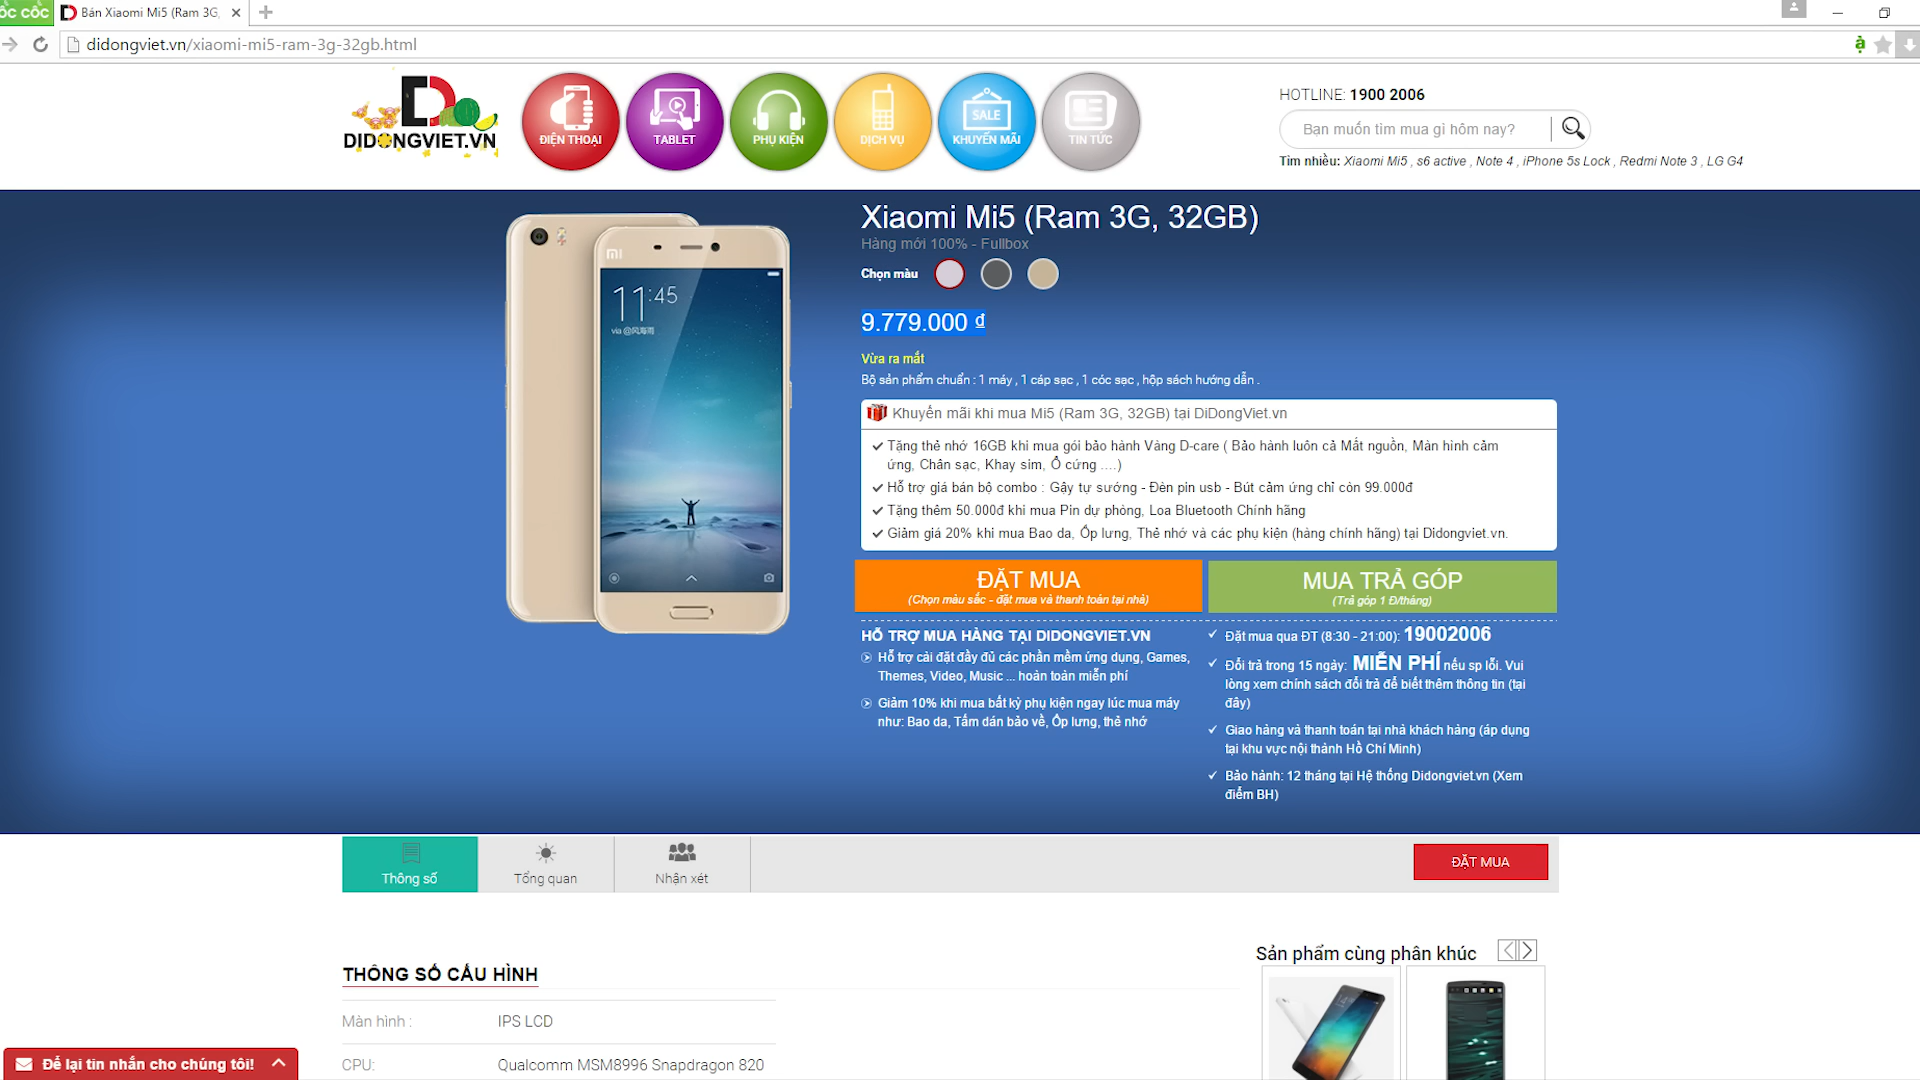 ốc cốc
Bán Xiaomi Mi5 (Ram 3G,
didongviet.vn/xiaomi-mi5-ram-3g-32gb.html
DIDONGVIET.VN
ĐIỆN THOẠI
TABLET
PHỤ KIỆN
DỊCH VỤ
SALE
KHUYẾN MÃI
TIN TỨC
HOTLINE: 1900 2006
Bạn muốn tìm mua gì hôm nay?
Tìm nhiều: Xiaomi Mi5 , s6 active , Note 4 , iPhone 5s Lock , Redmi Note 3 , LG G4
mi
11:45
Xiaomi Mi5 (Ram 3G, 32GB)
Hàng mới 100% - Fullbox
Chọn màu
9.779.000 đ
Vừa ra mắt
Bộ sản phẩm chuẩn : 1 máy , 1 cáp sạc , 1 cóc sạc , hộp sách hướng dẫn .
Khuyến mãi khi mua Mi5 (Ram 3G, 32GB) tại DiDongViet.vn
Tặng thẻ nhớ 16GB khi mua gói bảo hành Vàng D-care ( Bảo hành luôn cả Mất nguồn, Màn hình cảm
ứng, Chân sạc, Khay sim, Ổ cứng ....)
Hỗ trợ giá bán bộ combo : Gậy tự sướng - Đèn pin usb - Bút cảm ứng chỉ còn 99.000đ
Tặng thêm 50.000đ khi mua Pin dự phòng, Loa Bluetooth Chính hãng
Giảm giá 20% khi mua Bao da, Ốp lưng, Thẻ nhớ và các phụ kiện (hàng chính hãng) tại Didongviet.vn.
ĐẶT MUA
(Chọn màu sắc - đặt mua và thanh toán tại nhà)
MUA TRẢ GÓP
(Trả góp 1 Đ/tháng)
HỖ TRỢ MUA HÀNG TẠI DIDONGVIET.VN
Hỗ trợ cài đặt đầy đủ các phần mềm ứng dụng, Games,
Themes, Video, Music ... hoàn toàn miễn phí
Giảm 10% khi mua bất kỳ phụ kiện ngay lúc mua máy
như: Bao da, Tấm dán bảo về, Ốp lưng, thẻ nhớ
Đặt mua qua ĐT (8:30 - 21:00): 19002006
Đổi trả trong 15 ngày: MIỄN PHÍ nếu sp lỗi. Vui
lòng xem chính sách đổi trả để biết thêm thông tin (tại
đây)
Giao hàng và thanh toán tại nhà khách hàng (áp dụng
tại khu vực nội thành Hồ Chí Minh)
Bảo hành: 12 tháng tại Hệ thống Didongviet.vn (Xem
điểm BH)
Thông số
Tổng quan
Nhận xét
ĐẶT MUA
Sản phẩm cùng phân khúc
THÔNG SỐ CẤU HÌNH
Màn hình :
IPS LCD
CPU:
Qualcomm MSM8996 Snapdragon 820
Để lại tin nhắn cho chúng tôi!